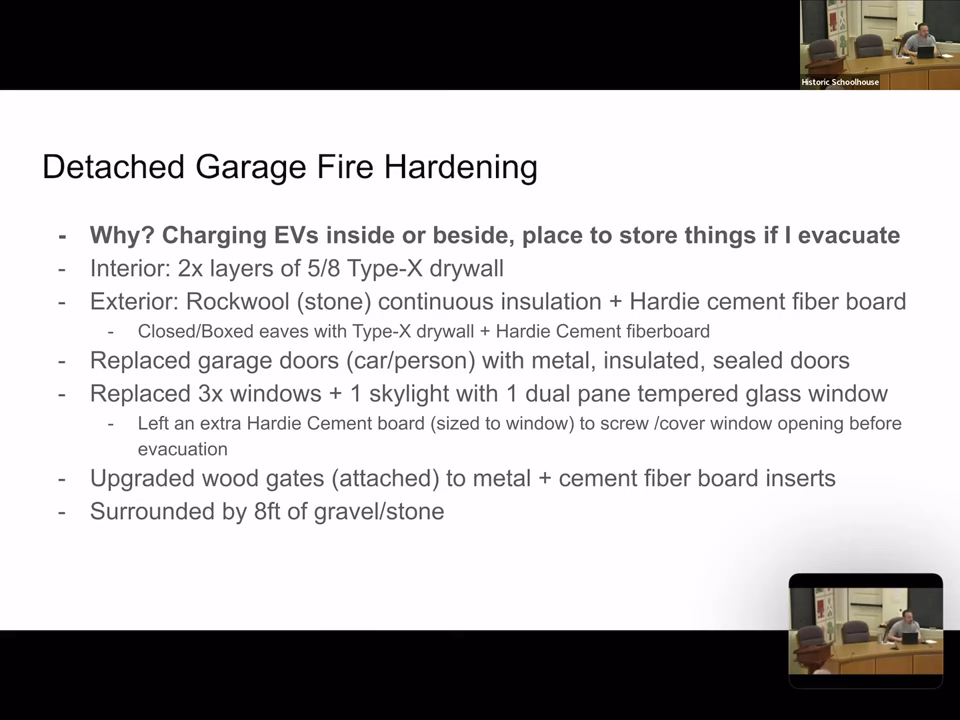 Historic Schoolhouse
Detached Garage Fire Hardening
- Why? Charging EVs inside or beside, place to store things if I evacuate
- Interior: 2x layers of 5/8 Type-X drywall
- Exterior: Rockwool (stone) continuous insulation + Hardie cement fiber board
- Closed/Boxed eaves with Type-X drywall + Hardie Cement fiberboard
- Replaced garage doors (car/person) with metal, insulated, sealed doors
- Replaced 3x windows + 1 skylight with 1 dual pane tempered glass window
- Left an extra Hardie Cement board (sized to window) to screw /cover window opening before
evacuation
- Upgraded wood gates (attached) to metal + cement fiber board inserts
- Surrounded by 8ft of gravel/stone